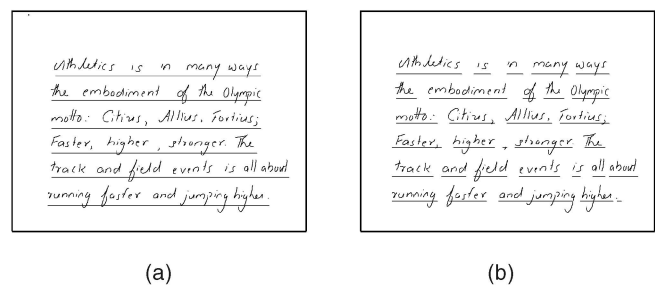 Athletics is in many ways
the embodiment of the Olympic
motto: Citius, Altius, Fortius;
Faster, higher, stronger. The
track and field events is all about
running faster and jumping higher.
(a)
Athletics is in many ways
the embodiment of the Olympic
motto: Citius, Altius, Fortius;
Faster, higher, stronger. The
track and field events is all about
running faster and jumping higher.
(b)